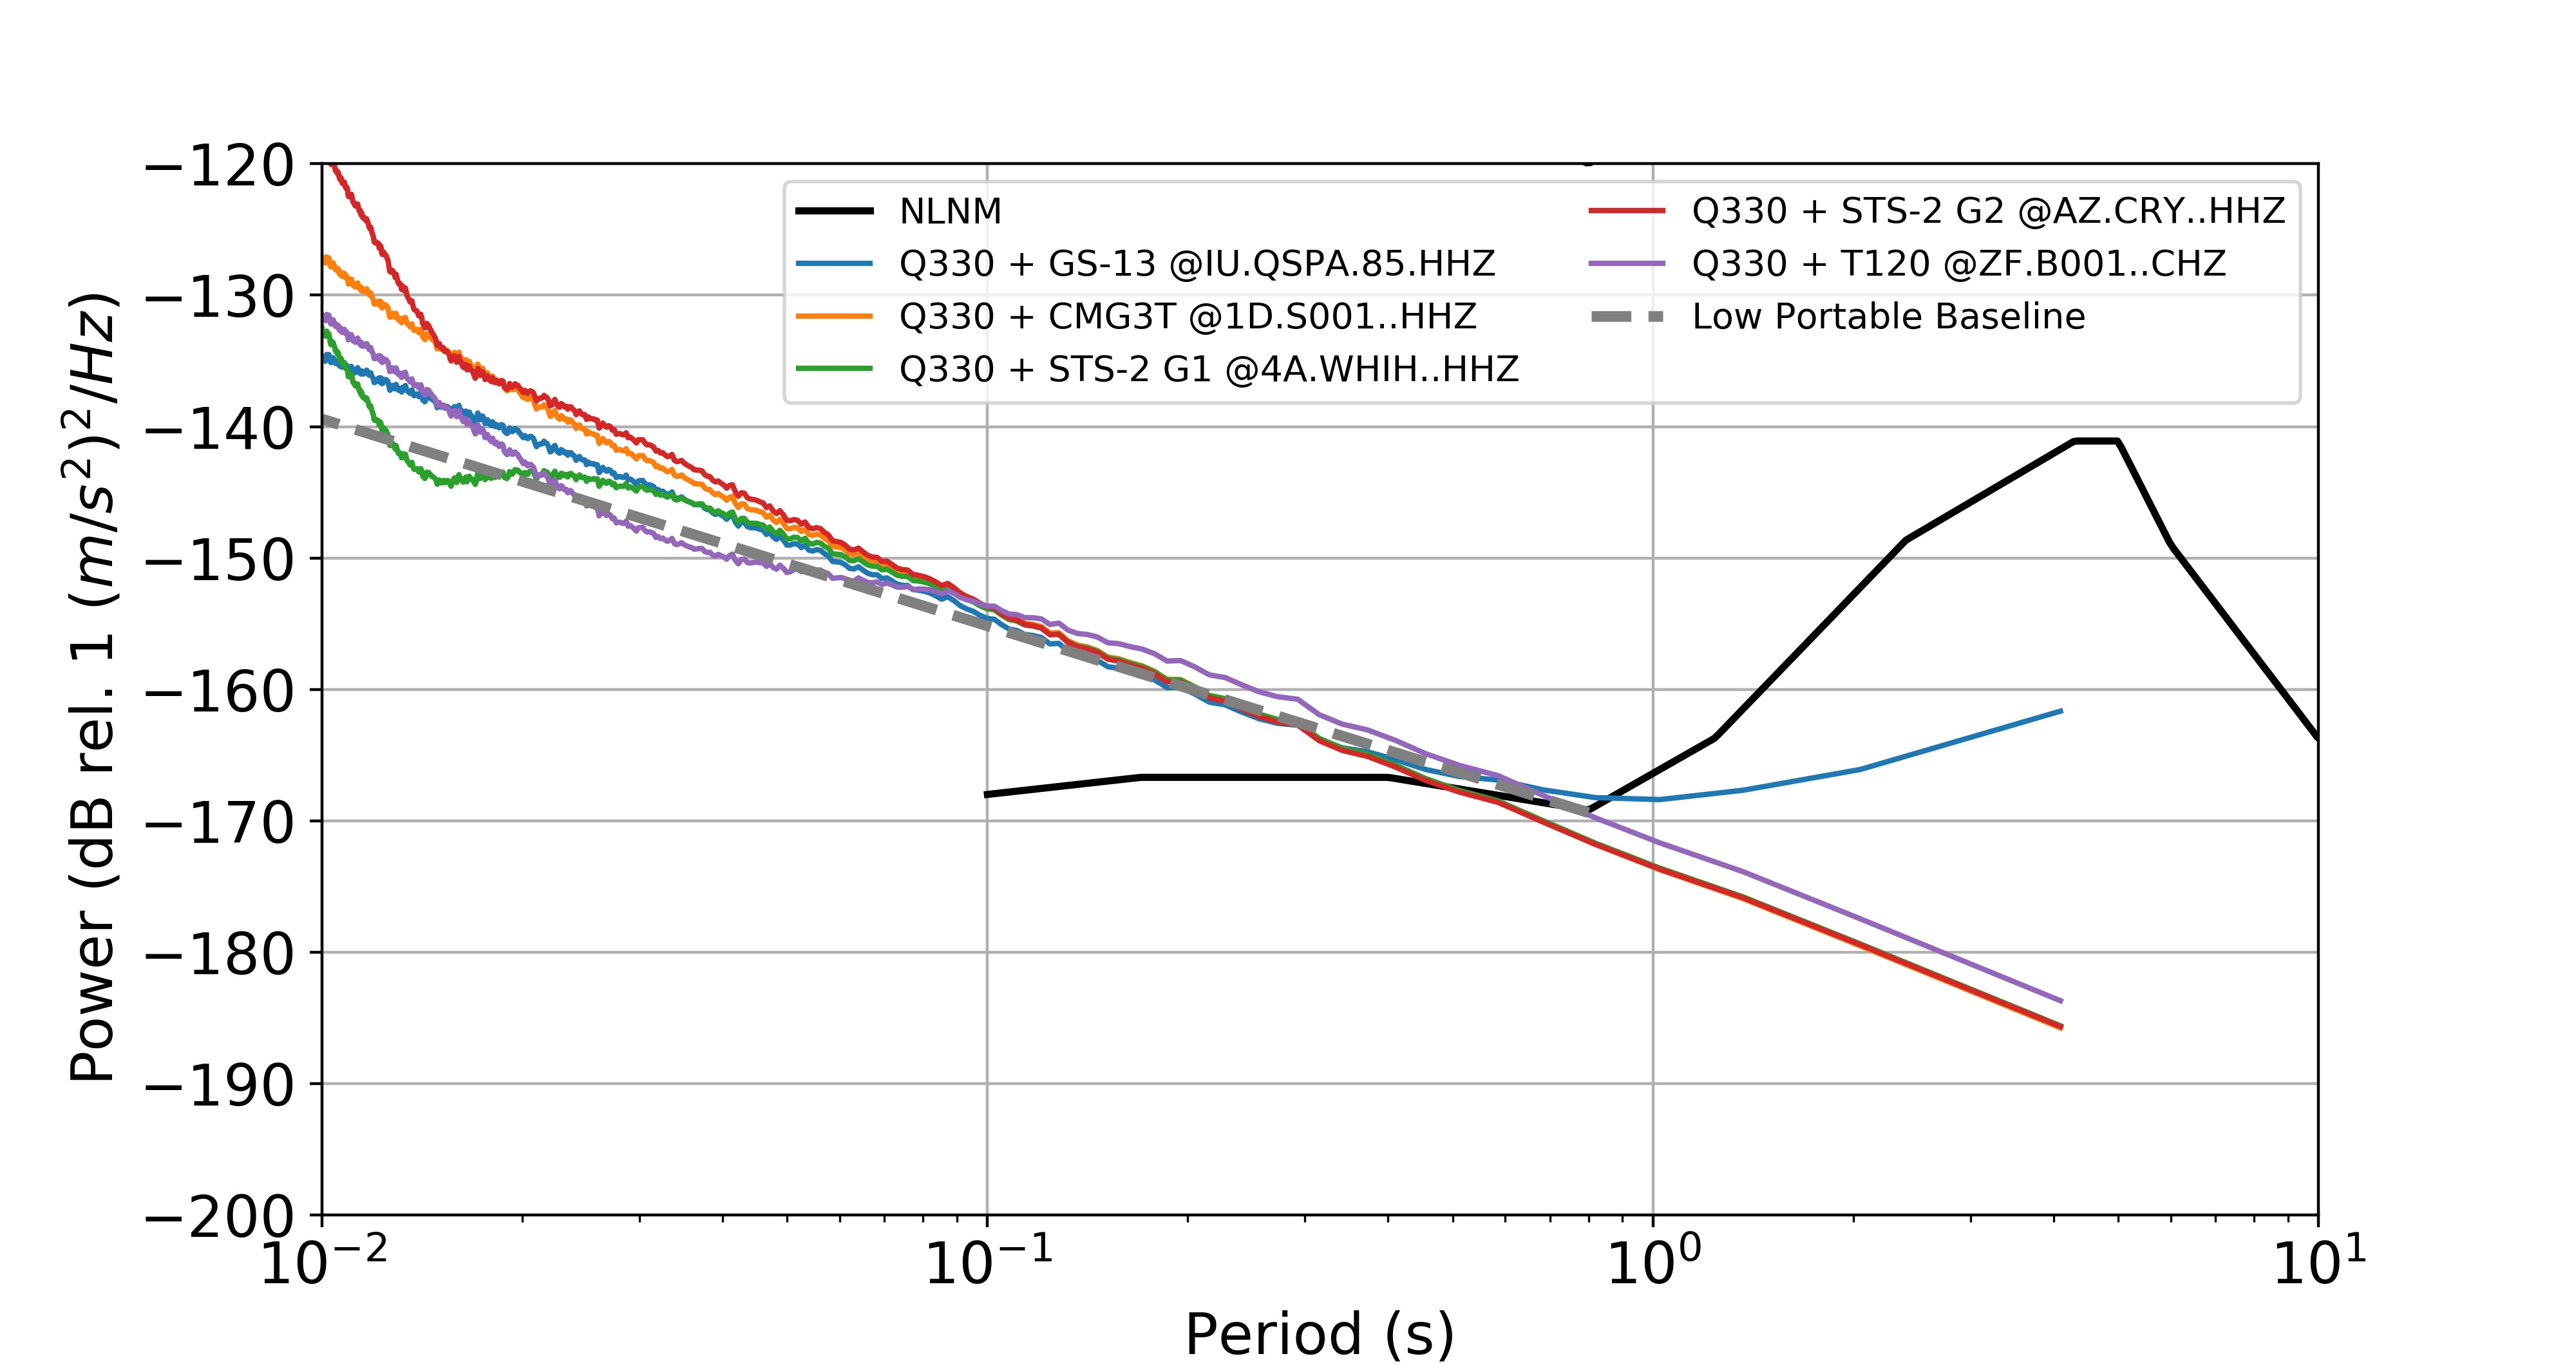 −120
−130
−140
−150
−160
−170
−180
−190
−200
Power (dB rel. 1 (m/s²)²/Hz)
NLNM
Q330 + GS-13 @IU.QSPA.85.HHZ
Q330 + CMG3T @1D.S001..HHZ
Q330 + STS-2 G1 @4A.WHIH..HHZ
Q330 + STS-2 G2 @AZ.CRY..HHZ
Q330 + T120 @ZF.B001..CHZ
Low Portable Baseline
10⁻² 10⁻¹ 10⁰ 10¹
Period (s)